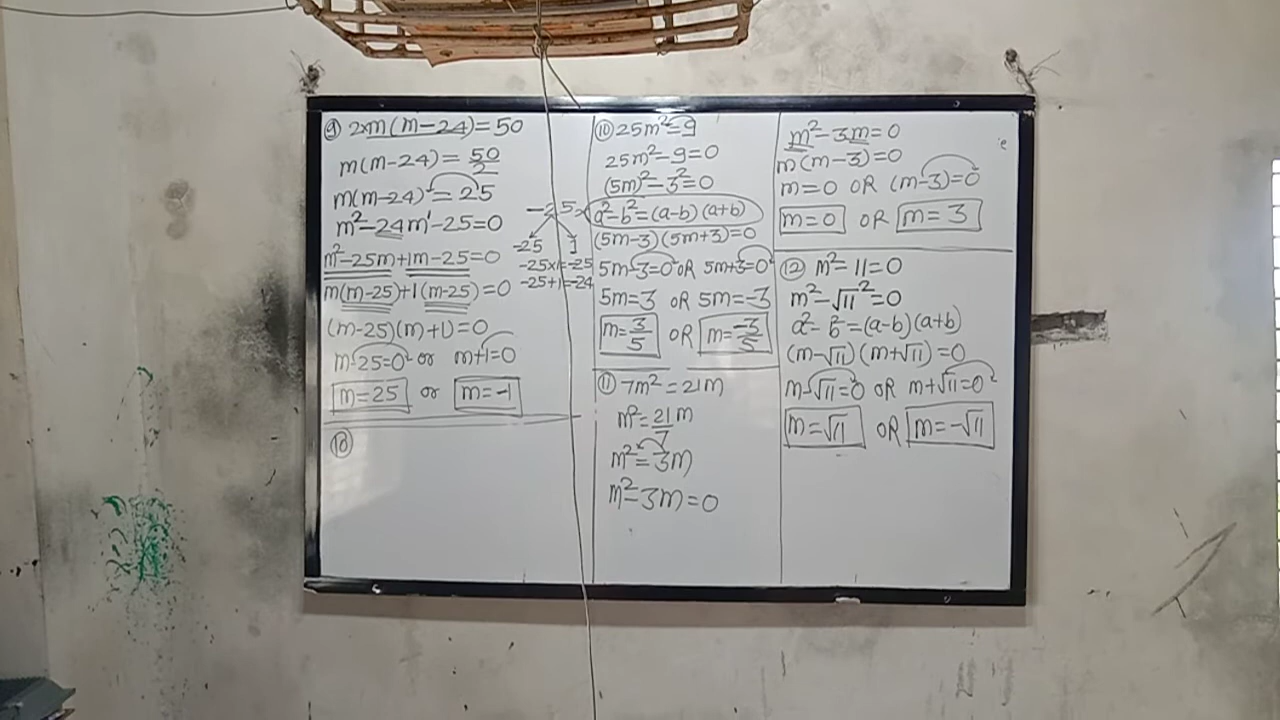 ⑨ 2×m(m-24)=50
m(m-24)=50/2
m(m-24)=25
m²-24m-25=0
m²-25m+1m-25=0
m(m-25)+1(m-25)=0
(m-25)(m+1)=0
m-25=0 or m+1=0
m=25 or m=-1
-25
-25 1
-25×1=-25
-25+1=-24
⑩
⑩ 25m²=9
25m²-9=0
(5m)²-3²=0
a²-b²=(a-b)(a+b)
(5m-3)(5m+3)=0
5m-3=0 OR 5m+3=0
5m=3 OR 5m=-3
m=3/5 OR m=-3/5
⑪ 7m²=21m
m²=21/7 m
m²=3m
m²-3m=0
m²-3m=0
m(m-3)=0
m=0 OR (m-3)=0
m=0 OR m=3
⑫ m²-11=0
m²-√11²=0
a²-b²=(a-b)(a+b)
(m-√11)(m+√11)=0
m-√11=0 OR m+√11=0
m=√11 OR m=-√11